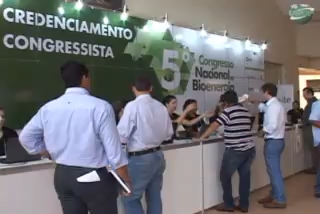 CREDENCIAMENTO
CONGRESSISTA
5º Congresso
Nacional de
Bioenergia